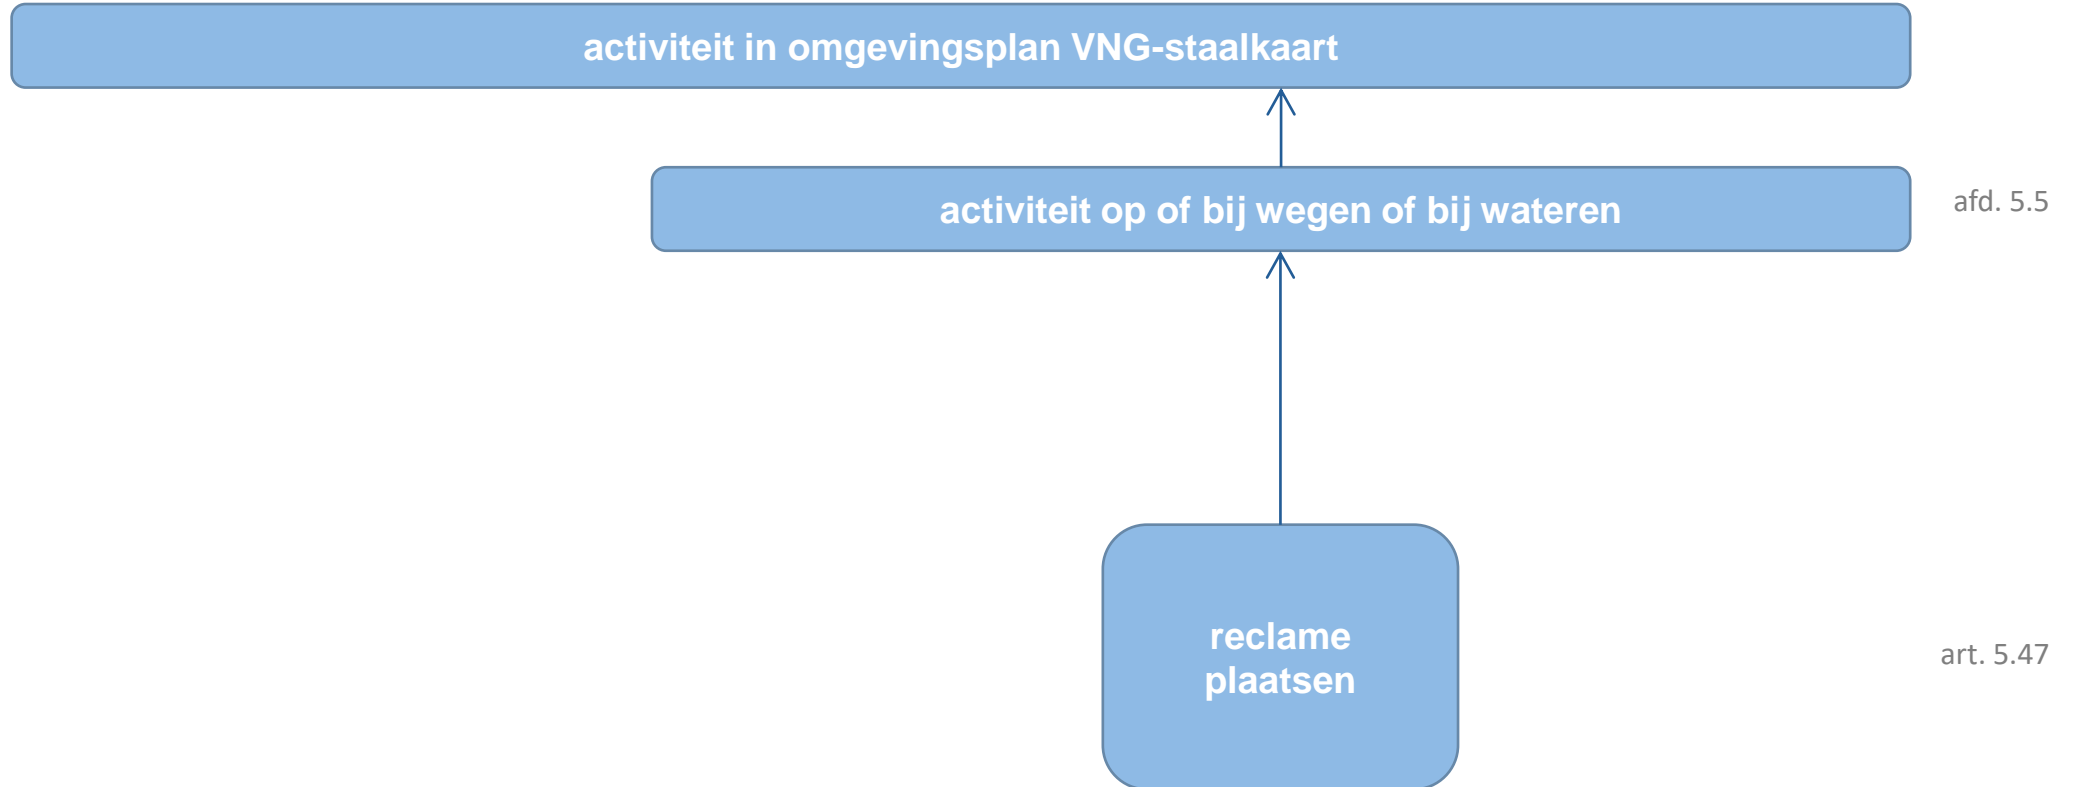 activiteit in omgevingsplan VNG-staalkaart
activiteit op of bij wegen of bij wateren
afd. 5.5
reclame
plaatsen
art. 5.47